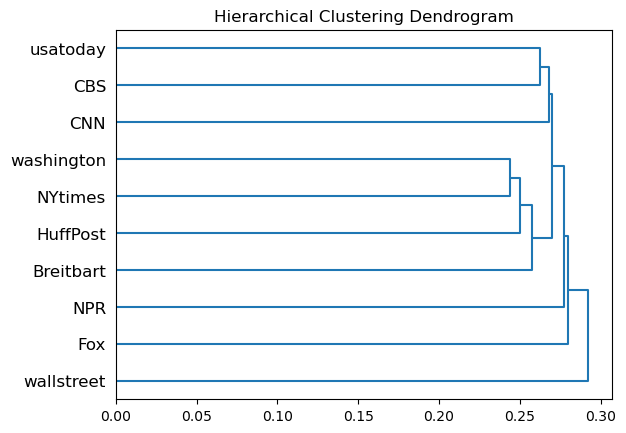 Hierarchical Clustering Dendrogram
usatoday
CBS
CNN
washington
NYtimes
HuffPost
Breitbart
NPR
Fox
wallstreet
0.00 0.05 0.10 0.15 0.20 0.25 0.30